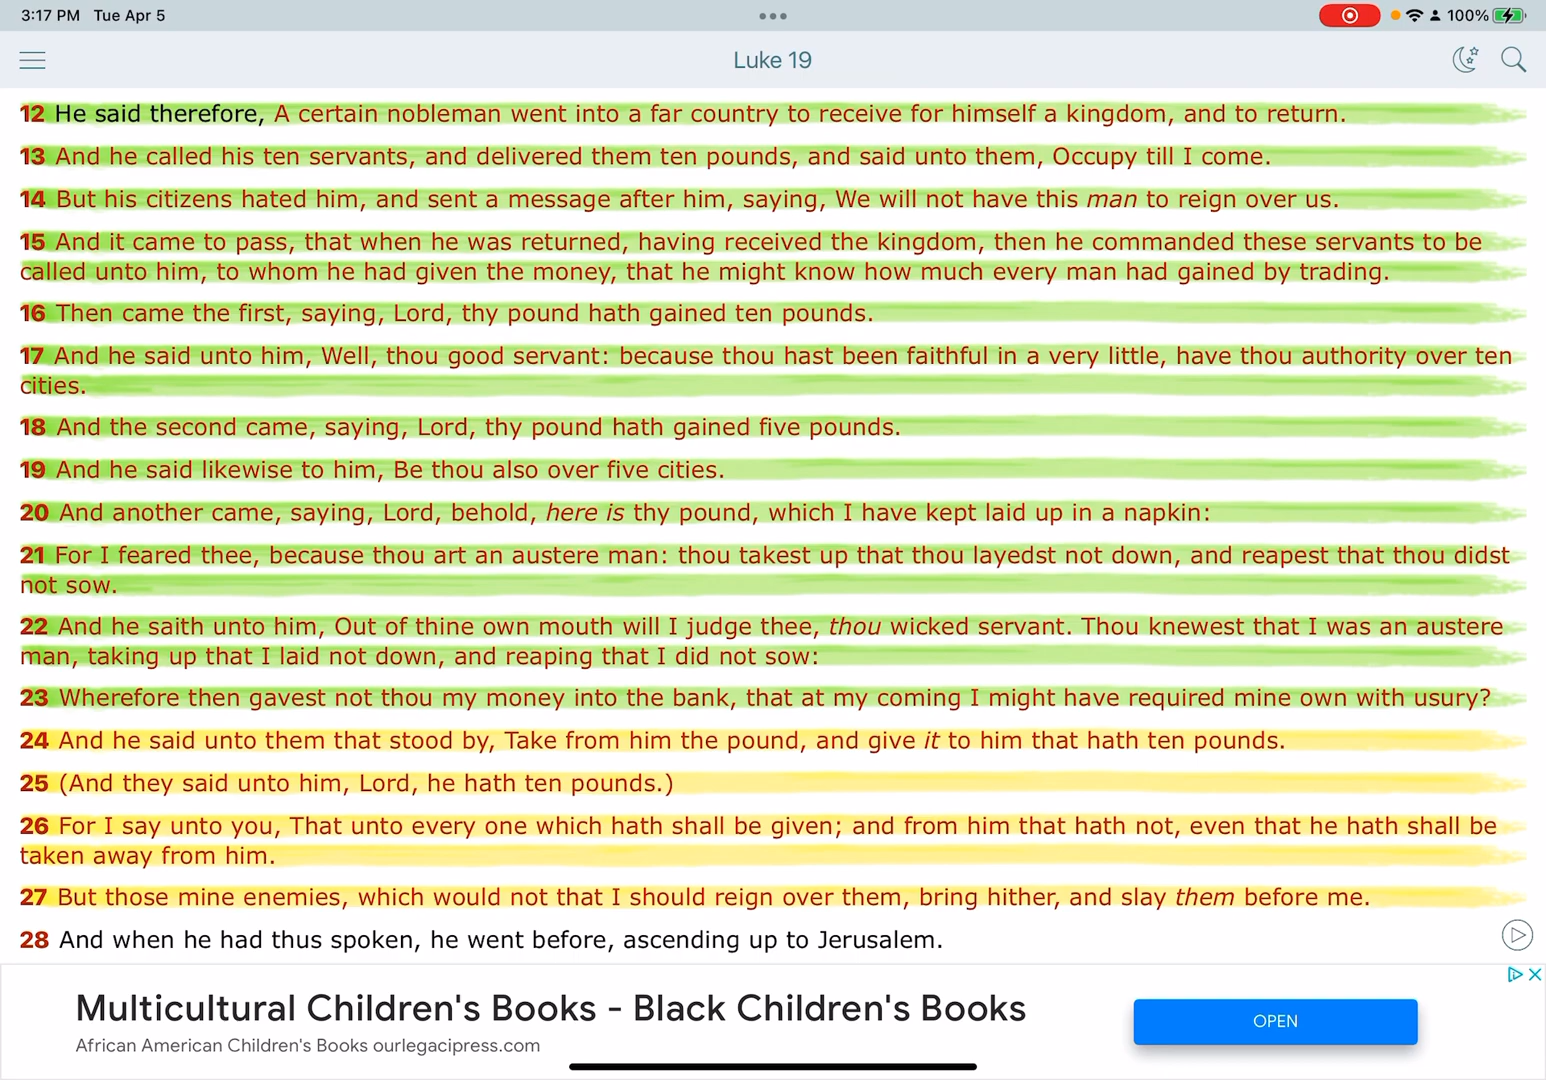 3:17 PM Tue Apr 5
100%
Luke 19
12 He said therefore, A certain nobleman went into a far country to receive for himself a kingdom, and to return.
13 And he called his ten servants, and delivered them ten pounds, and said unto them, Occupy till I come.
14 But his citizens hated him, and sent a message after him, saying, We will not have this man to reign over us.
15 And it came to pass, that when he was returned, having received the kingdom, then he commanded these servants to be
called unto him, to whom he had given the money, that he might know how much every man had gained by trading.
16 Then came the first, saying, Lord, thy pound hath gained ten pounds.
17 And he said unto him, Well, thou good servant: because thou hast been faithful in a very little, have thou authority over ten
cities.
18 And the second came, saying, Lord, thy pound hath gained five pounds.
19 And he said likewise to him, Be thou also over five cities.
20 And another came, saying, Lord, behold, here is thy pound, which I have kept laid up in a napkin:
21 For I feared thee, because thou art an austere man: thou takest up that thou layedst not down, and reapest that thou didst
not sow.
22 And he saith unto him, Out of thine own mouth will I judge thee, thou wicked servant. Thou knewest that I was an austere
man, taking up that I laid not down, and reaping that I did not sow:
23 Wherefore then gavest not thou my money into the bank, that at my coming I might have required mine own with usury?
24 And he said unto them that stood by, Take from him the pound, and give it to him that hath ten pounds.
25 (And they said unto him, Lord, he hath ten pounds.)
26 For I say unto you, That unto every one which hath shall be given; and from him that hath not, even that he hath shall be
taken away from him.
27 But those mine enemies, which would not that I should reign over them, bring hither, and slay them before me.
28 And when he had thus spoken, he went before, ascending up to Jerusalem.
Multicultural Children's Books - Black Children's Books
African American Children's Books ourlegacipress.com
OPEN